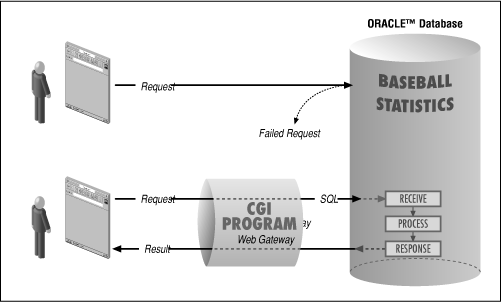 ORACLE™ Database
BASEBALL
STATISTICS
Request
Failed Request
Request
CGI
PROGRAM
ay
Web Gateway
SQL
RECEIVE
PROCESS
RESPONSE
Result